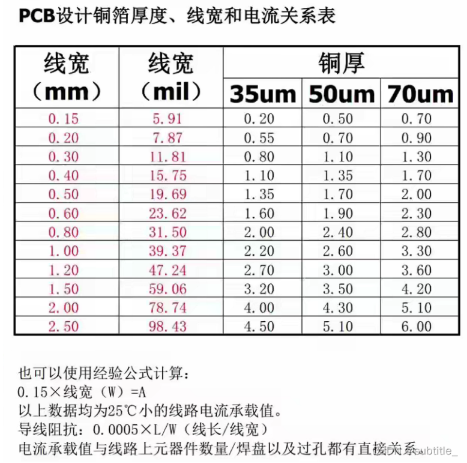 PCB设计铜箔厚度、线宽和电流关系表
线宽 线宽 铜厚
（mm） （mil） 35um 50um 70um
0.15 5.91 0.20 0.50 0.70
0.20 7.87 0.55 0.70 0.90
0.30 11.81 0.80 1.10 1.30
0.40 15.75 1.10 1.35 1.70
0.50 19.69 1.35 1.70 2.00
0.60 23.62 1.60 1.90 2.30
0.80 31.50 2.00 2.40 2.80
1.00 39.37 2.20 2.60 3.30
1.20 47.24 2.70 3.00 3.60
1.50 59.06 3.20 3.50 4.20
2.00 78.74 4.00 4.30 5.10
2.50 98.43 4.50 5.10 6.00
也可以使用经验公式计算：
0.15×线宽（W）=A
以上数据均为25℃小的线路电流承载值。
导线阻抗：0.0005×L/W（线长/线宽）
电流承载值与线路上元器件数量/焊盘以及过孔都有直接关系